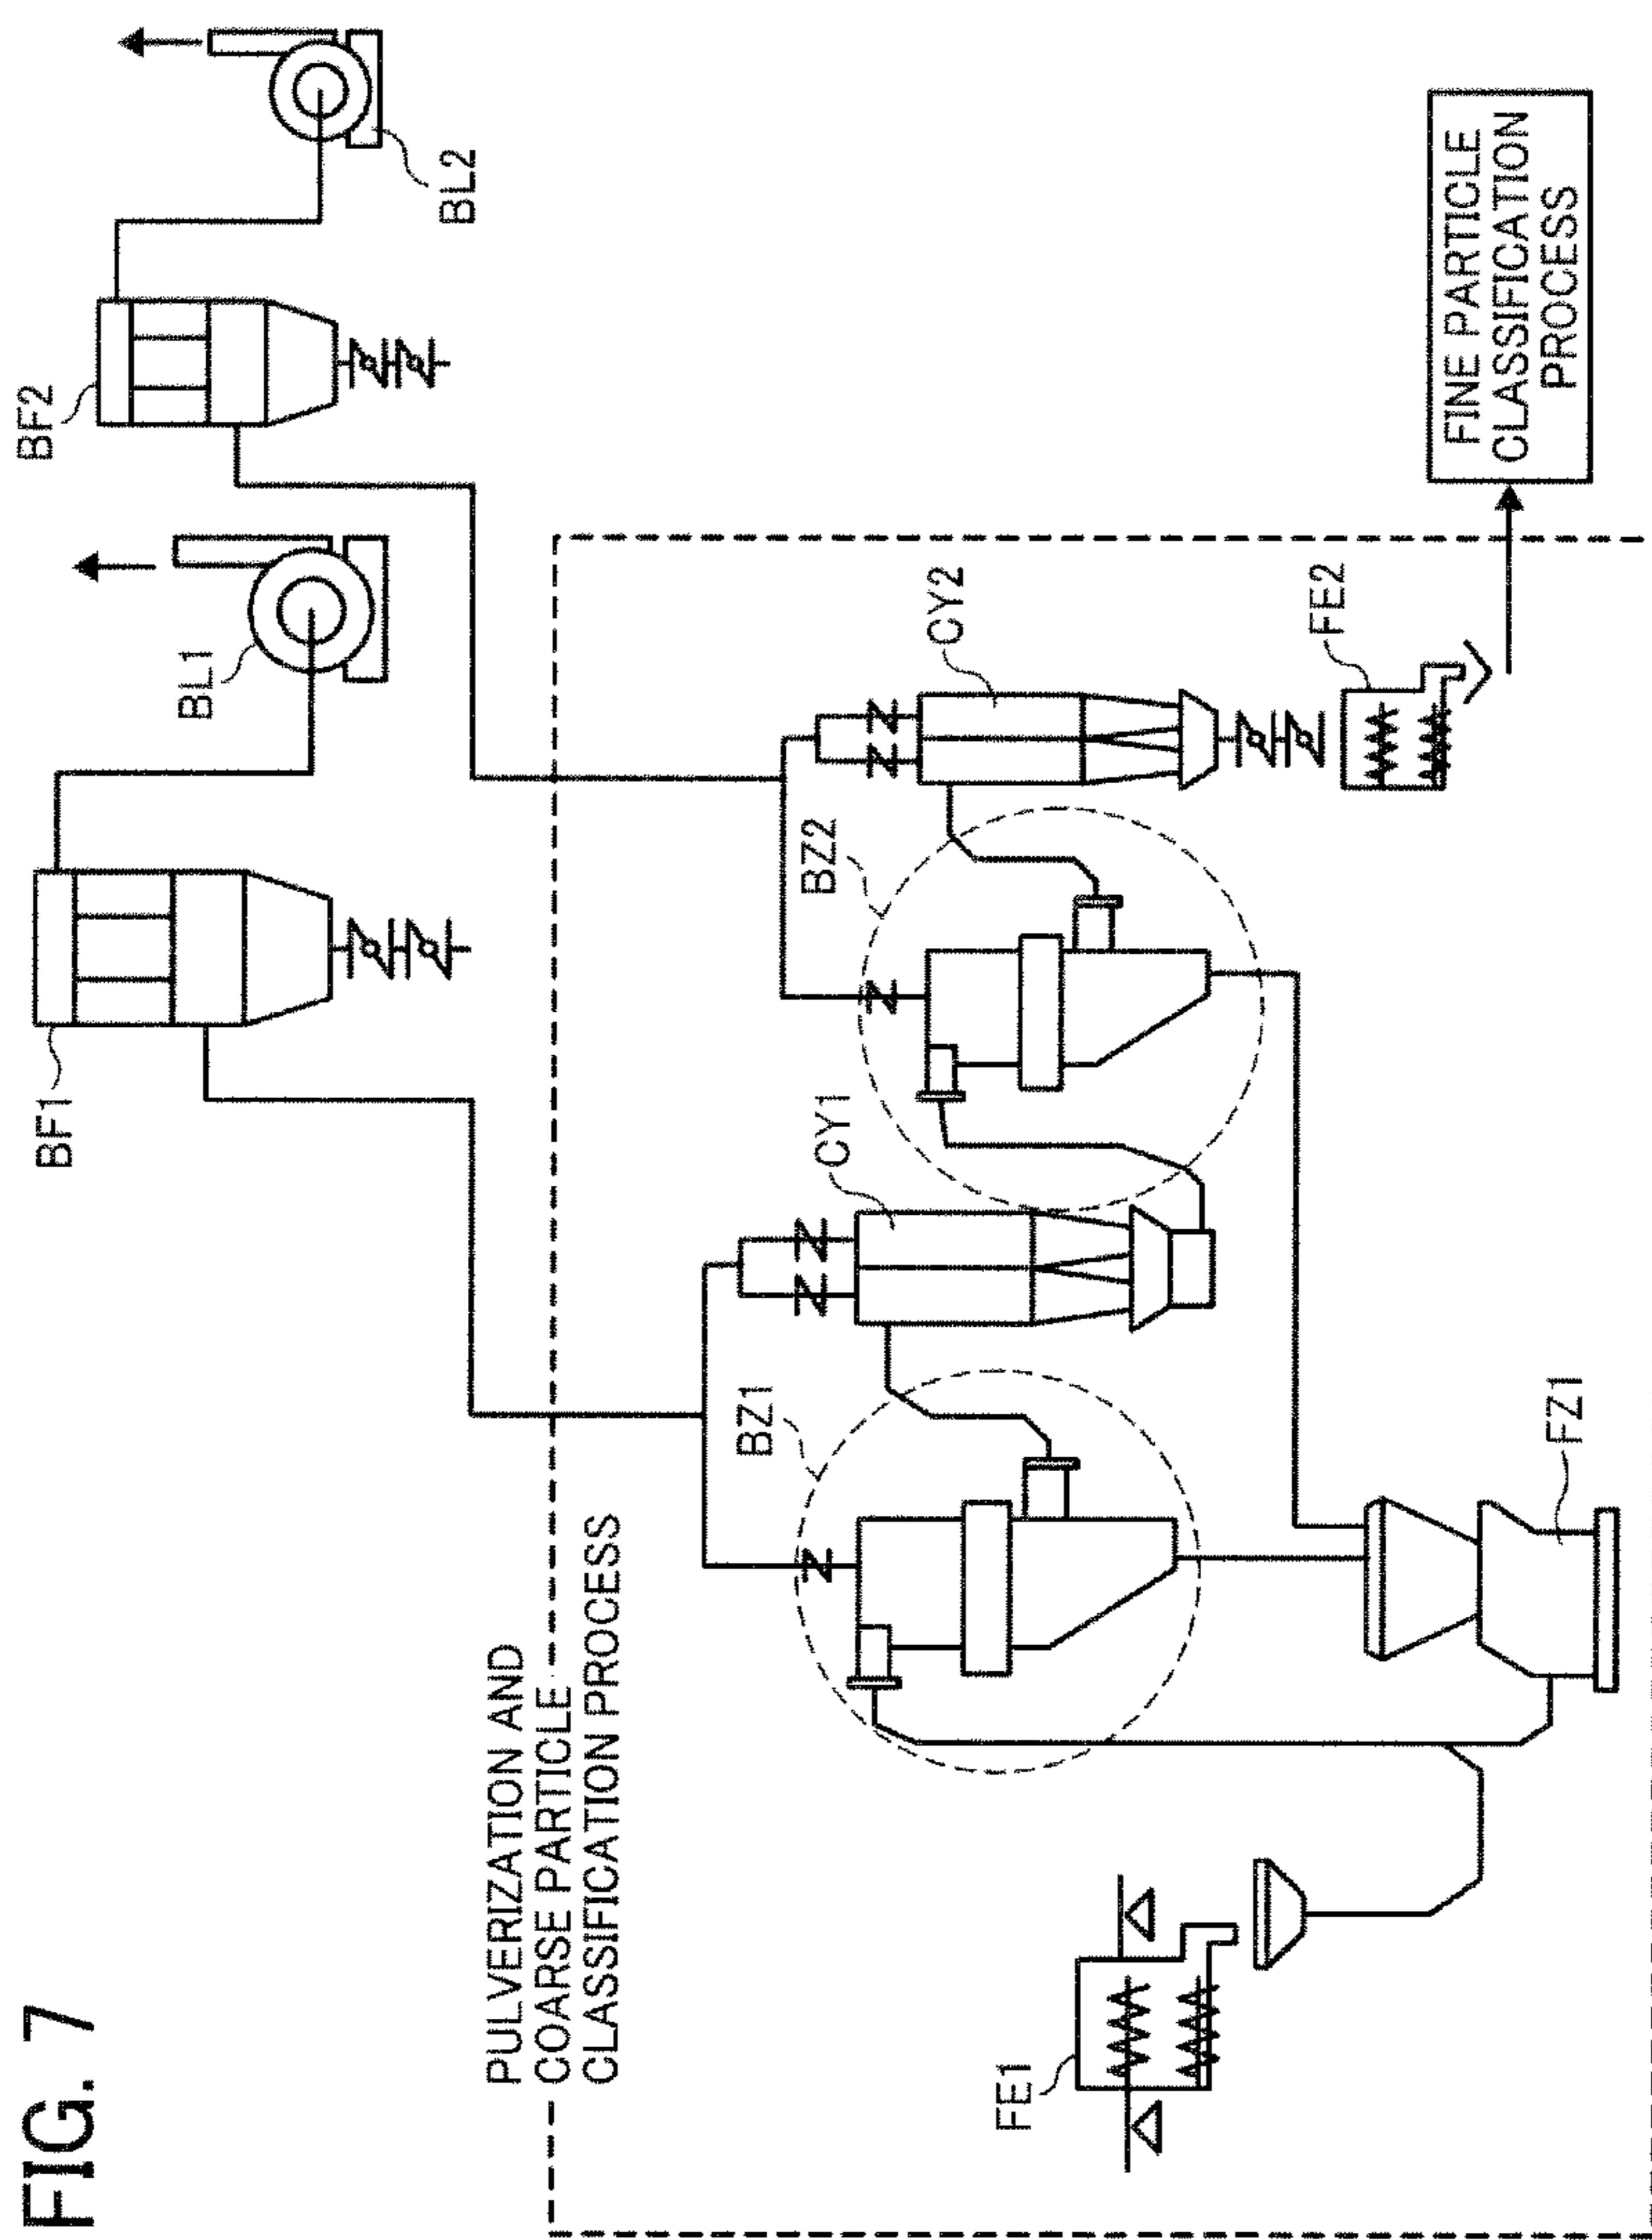 FIG. 7
BF1
BL1
BF2
BL2
PULVERIZATION AND
COARSE PARTICLE
CLASSIFICATION PROCESS
BZ1
CY1
BZ2
CY2
FE1
FZ1
FE2
FINE PARTICLE
CLASSIFICATION
PROCESS